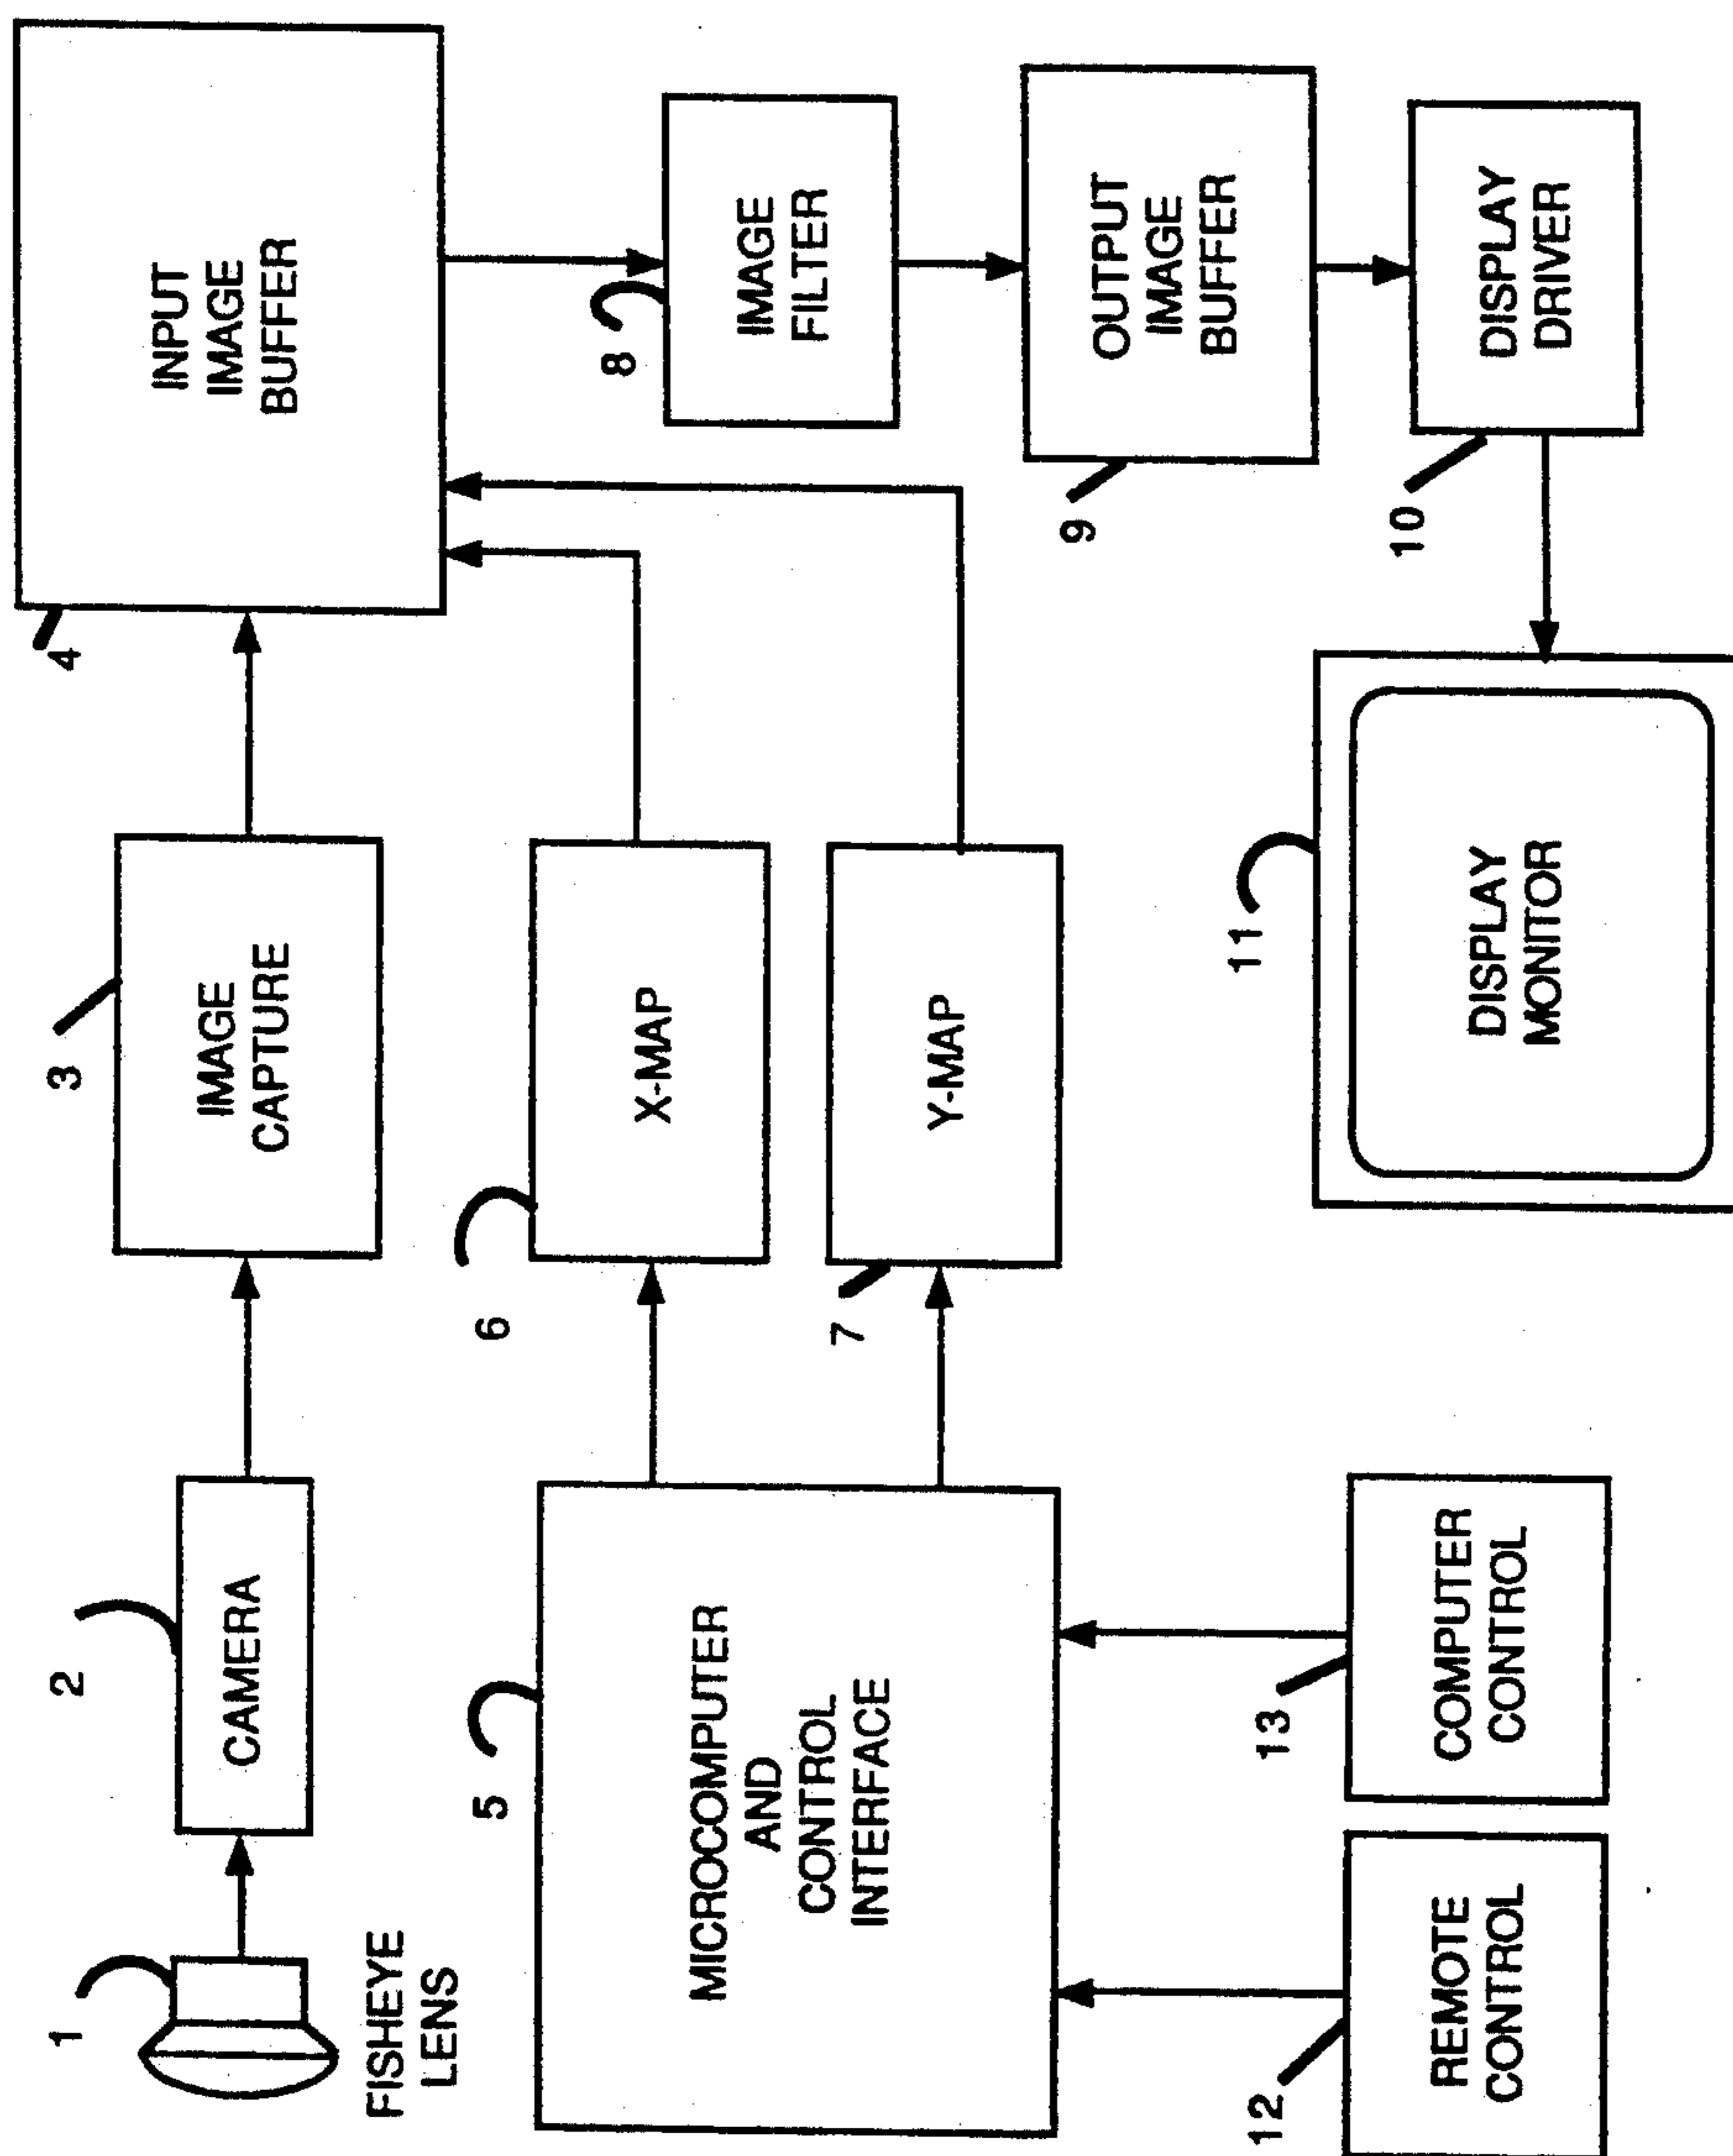 1
FISHEYE
LENS
2
CAMERA
3
IMAGE
CAPTURE
4
INPUT
IMAGE
BUFFER
5
MICROCOMPUTER
AND
CONTROL
INTERFACE
6
X-MAP
7
Y-MAP
8
IMAGE
FILTER
9
OUTPUT
IMAGE
BUFFER
10
DISPLAY
DRIVER
11
DISPLAY
MONITOR
12
REMOTE
CONTROL
13
COMPUTER
CONTROL